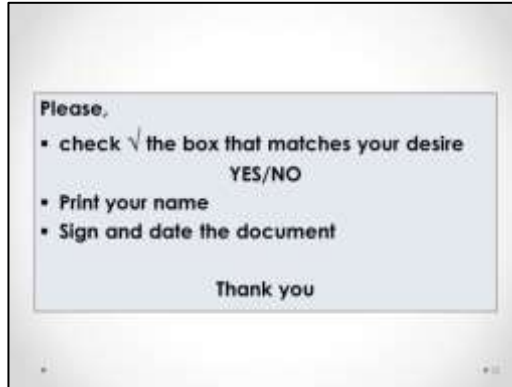 Please,
▪ check √ the box that matches your desire
YES/NO
▪ Print your name
▪ Sign and date the document
Thank you